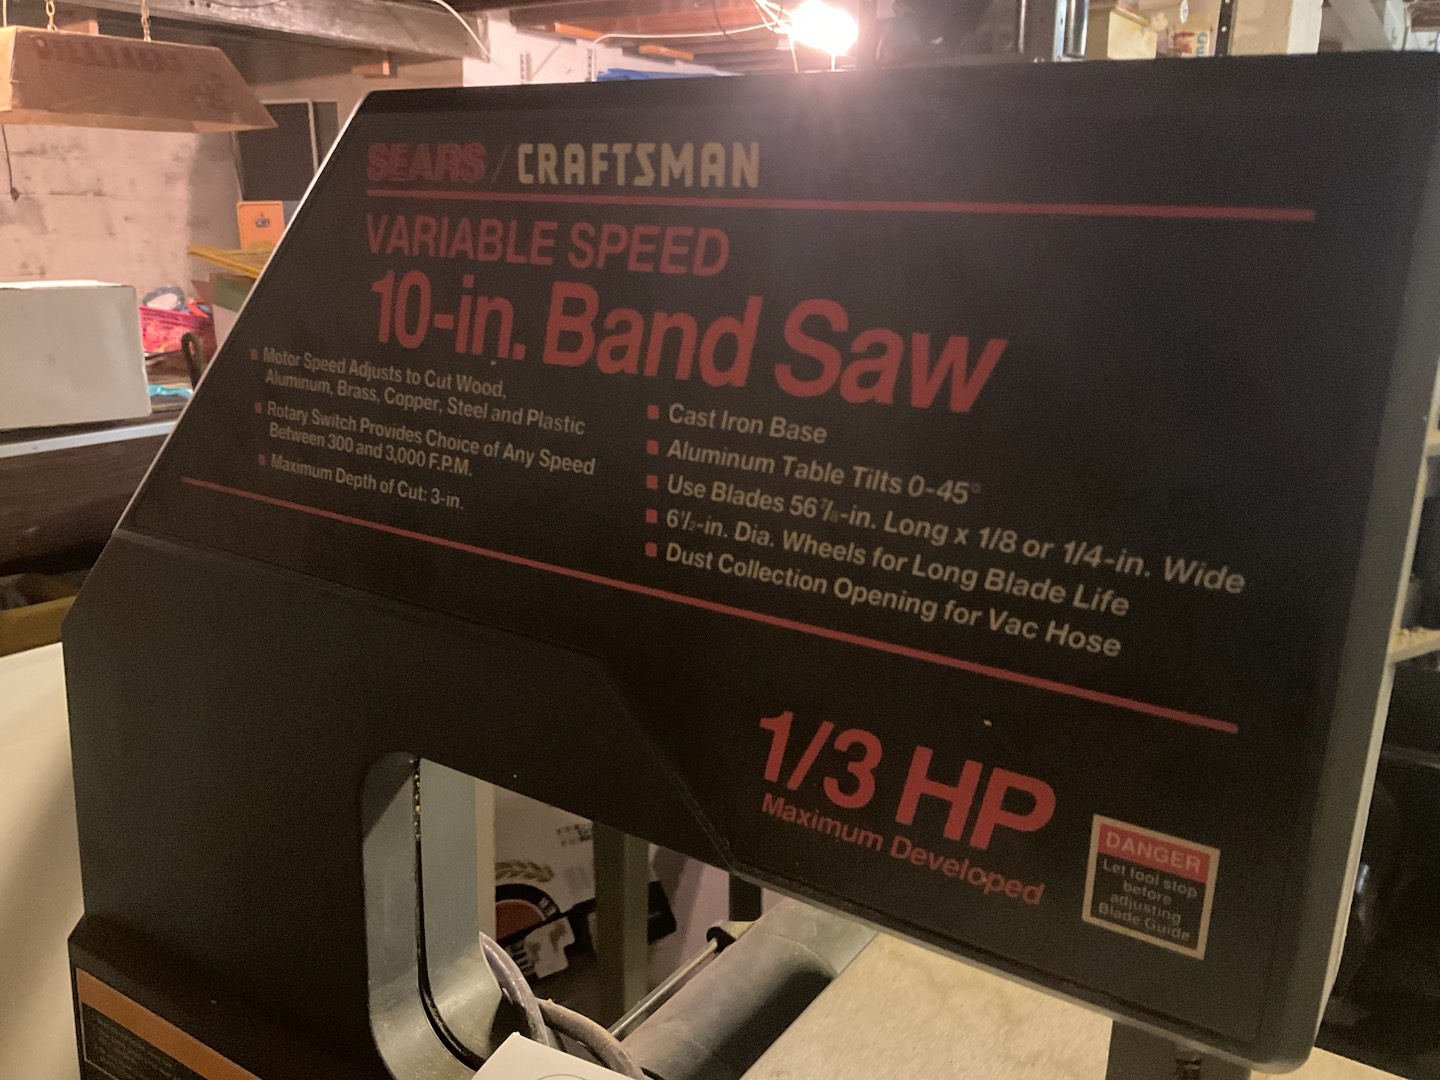 SEARS / CRAFTSMAN
VARIABLE SPEED
10-in. Band Saw
Motor Speed Adjusts to Cut Wood,
Aluminum, Brass, Copper, Steel and Plastic
Rotary Switch Provides Choice of Any Speed
Between 300 and 3,000 F.P.M.
Maximum Depth of Cut: 3-in.
Cast Iron Base
Aluminum Table Tilts 0-45°
Use Blades 56 7/8-in. Long x 1/8 or 1/4-in. Wide
6 1/2-in. Dia. Wheels for Long Blade Life
Dust Collection Opening for Vac Hose
1/3 HP
Maximum Developed
DANGER
Let tool stop
before
adjusting
Blade Guide